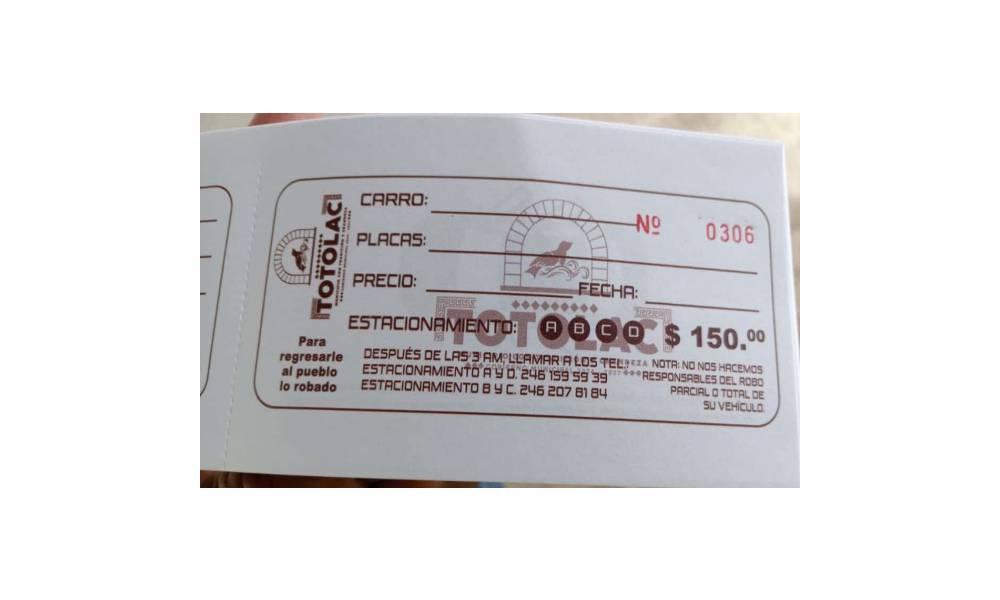 CARRO:
Nº 0306
PLACAS:
PRECIO: FECHA:
TOTOLAC
TOTOLAC
ESTACIONAMIENTO: A B C D $ 150.00
Para
regresarle
al pueblo
lo robado
DESPUÉS DE LAS 3 AM, LLAMAR A LOS TEL.:
ESTACIONAMIENTO A Y D. 246 159 59 39
ESTACIONAMIENTO B Y C. 246 207 81 84
NOTA: NO NOS HACEMOS
RESPONSABLES DEL ROBO
PARCIAL O TOTAL DE
SU VEHÍCULO.